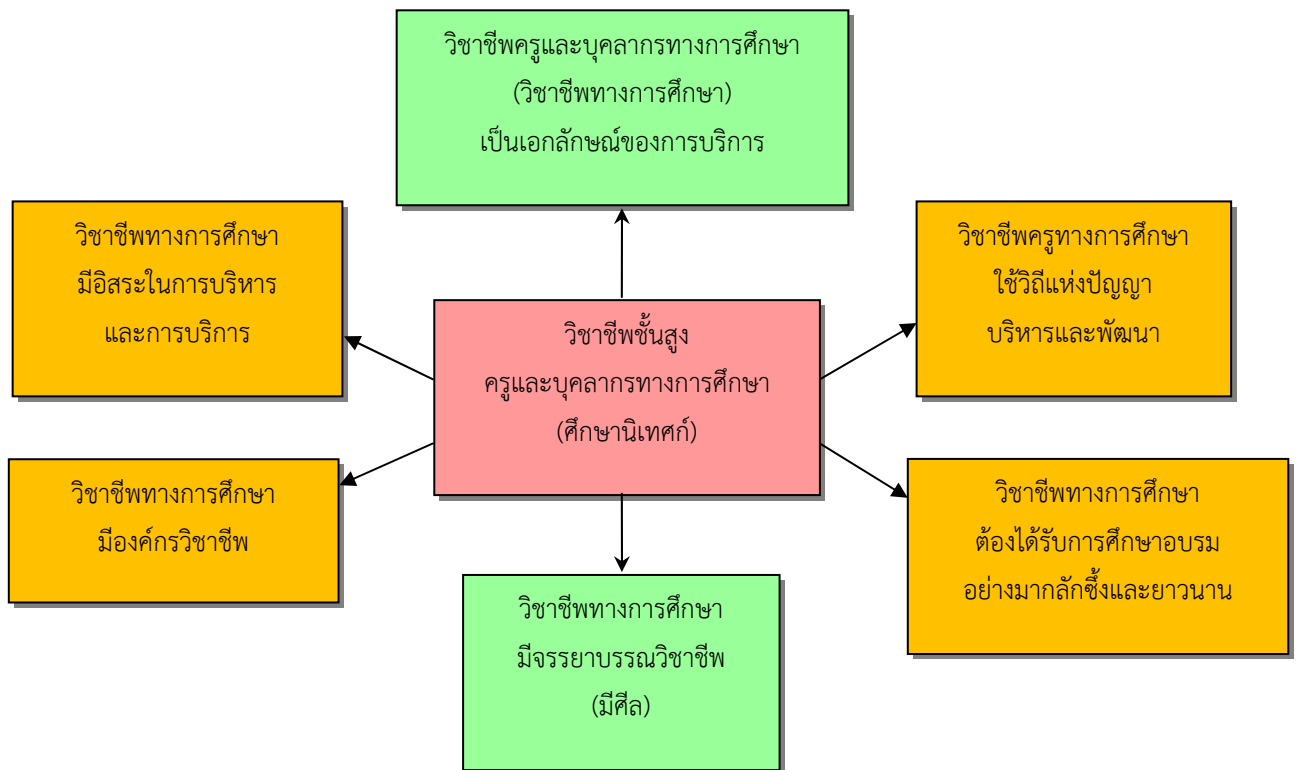 วิชาชีพครูและบุคลากรทางการศึกษา
(วิชาชีพทางการศึกษา)
เป็นเอกลักษณ์ของการบริการ
วิชาชีพทางการศึกษา
มีอิสระในการบริหาร
และการบริการ
วิชาชีพครูทางการศึกษา
ใช้วิถีแห่งปัญญา
บริหารและพัฒนา
วิชาชีพชั้นสูง
ครูและบุคลากรทางการศึกษา
(ศึกษานิเทศก์)
วิชาชีพทางการศึกษา
มีองค์กรวิชาชีพ
วิชาชีพทางการศึกษา
ต้องได้รับการศึกษาอบรม
อย่างมากลักซึ้งและยาวนาน
วิชาชีพทางการศึกษา
มีจรรยาบรรณวิชาชีพ
(มีศีล)